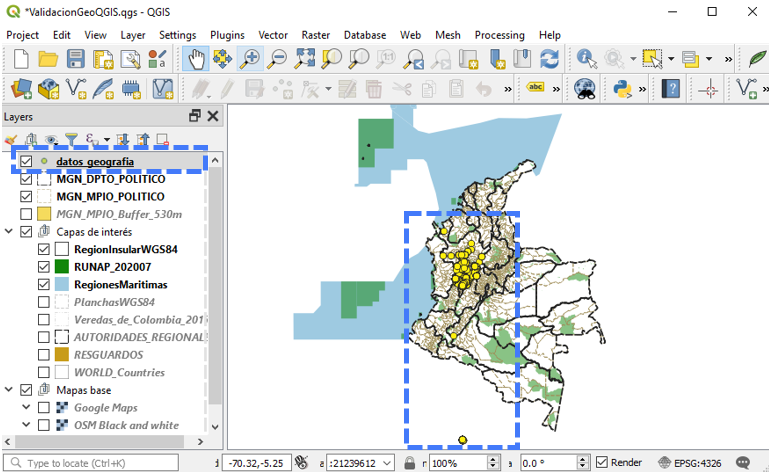 *ValidacionGeoQGIS.qgs - QGIS
Project Edit View Layer Settings Plugins Vector Raster Database Web Mesh Processing Help
abc
Layers
datos_geografia
MGN_DPTO_POLITICO
MGN_MPIO_POLITICO
MGN_MPIO_Buffer_530m
Capas de interés
RegionInsularWGS84
RUNAP_202007
RegionesMaritimas
PlanchasWGS84
Veredas_de_Colombia_201
AUTORIDADES_REGIONAL
RESGUARDOS
WORLD_Countries
Mapas base
Google Maps
OSM Black and white
Type to locate (Ctrl+K) -70.32,-5.25 :21239612 100% 0.0 ° Render EPSG:4326